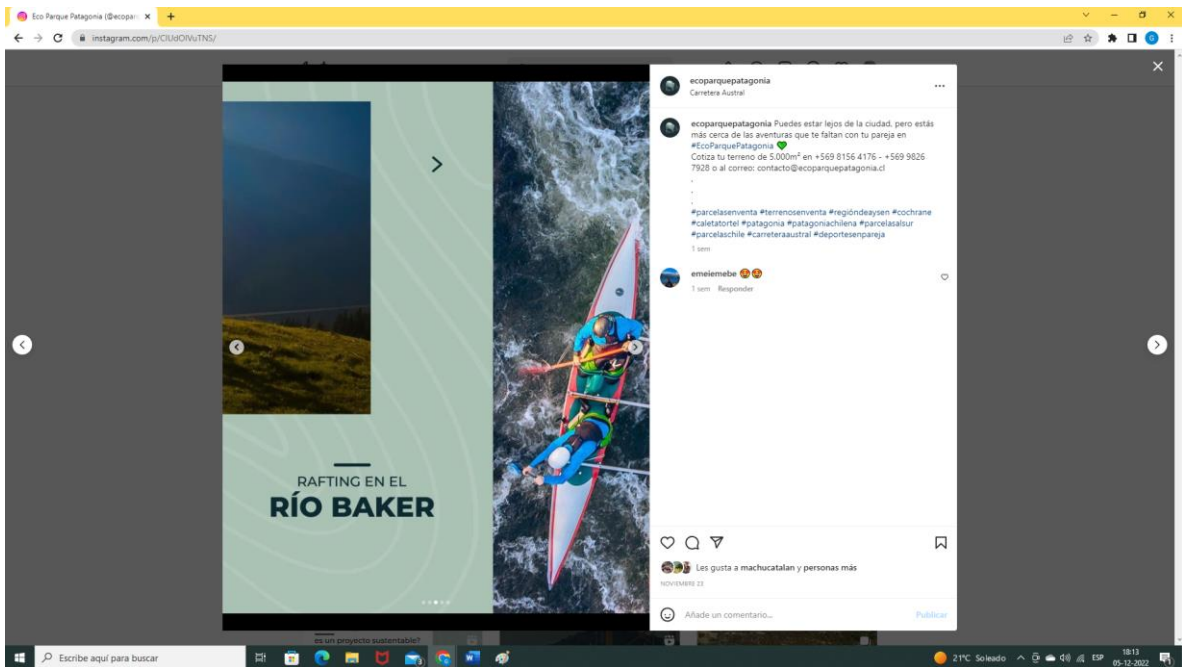 Eco Parque Patagonia (@ecopar
instagram.com/p/ClUdOlVuTNS/
ecoparquepatagonia
Carretera Austral
ecoparquepatagonia Puedes estar lejos de la ciudad, pero estás
más cerca de las aventuras que te faltan con tu pareja en
#EcoParquePatagonia 💚
Cotiza tu terreno de 5.000m² en +569 8156 4176 - +569 9826
7928 o al correo: contacto@ecoparquepatagonia.cl
.
.
.
#parcelasenventa #terrenosenventa #regióndeaysen #cochrane
#caletatortel #patagonia #patagoniachilena #parcelasalsur
#parcelaschile #carreteraaustral #deportesenpareja
1 sem
emeiemebe 🤩🤩
1 sem Responder
RAFTING EN EL
RÍO BAKER
Les gusta a machucatalan y personas más
NOVIEMBRE 23
Añade un comentario... Publicar
es un proyecto sustentable?
Escribe aquí para buscar
21°C Soleado
ESP
18:13
05-12-2022